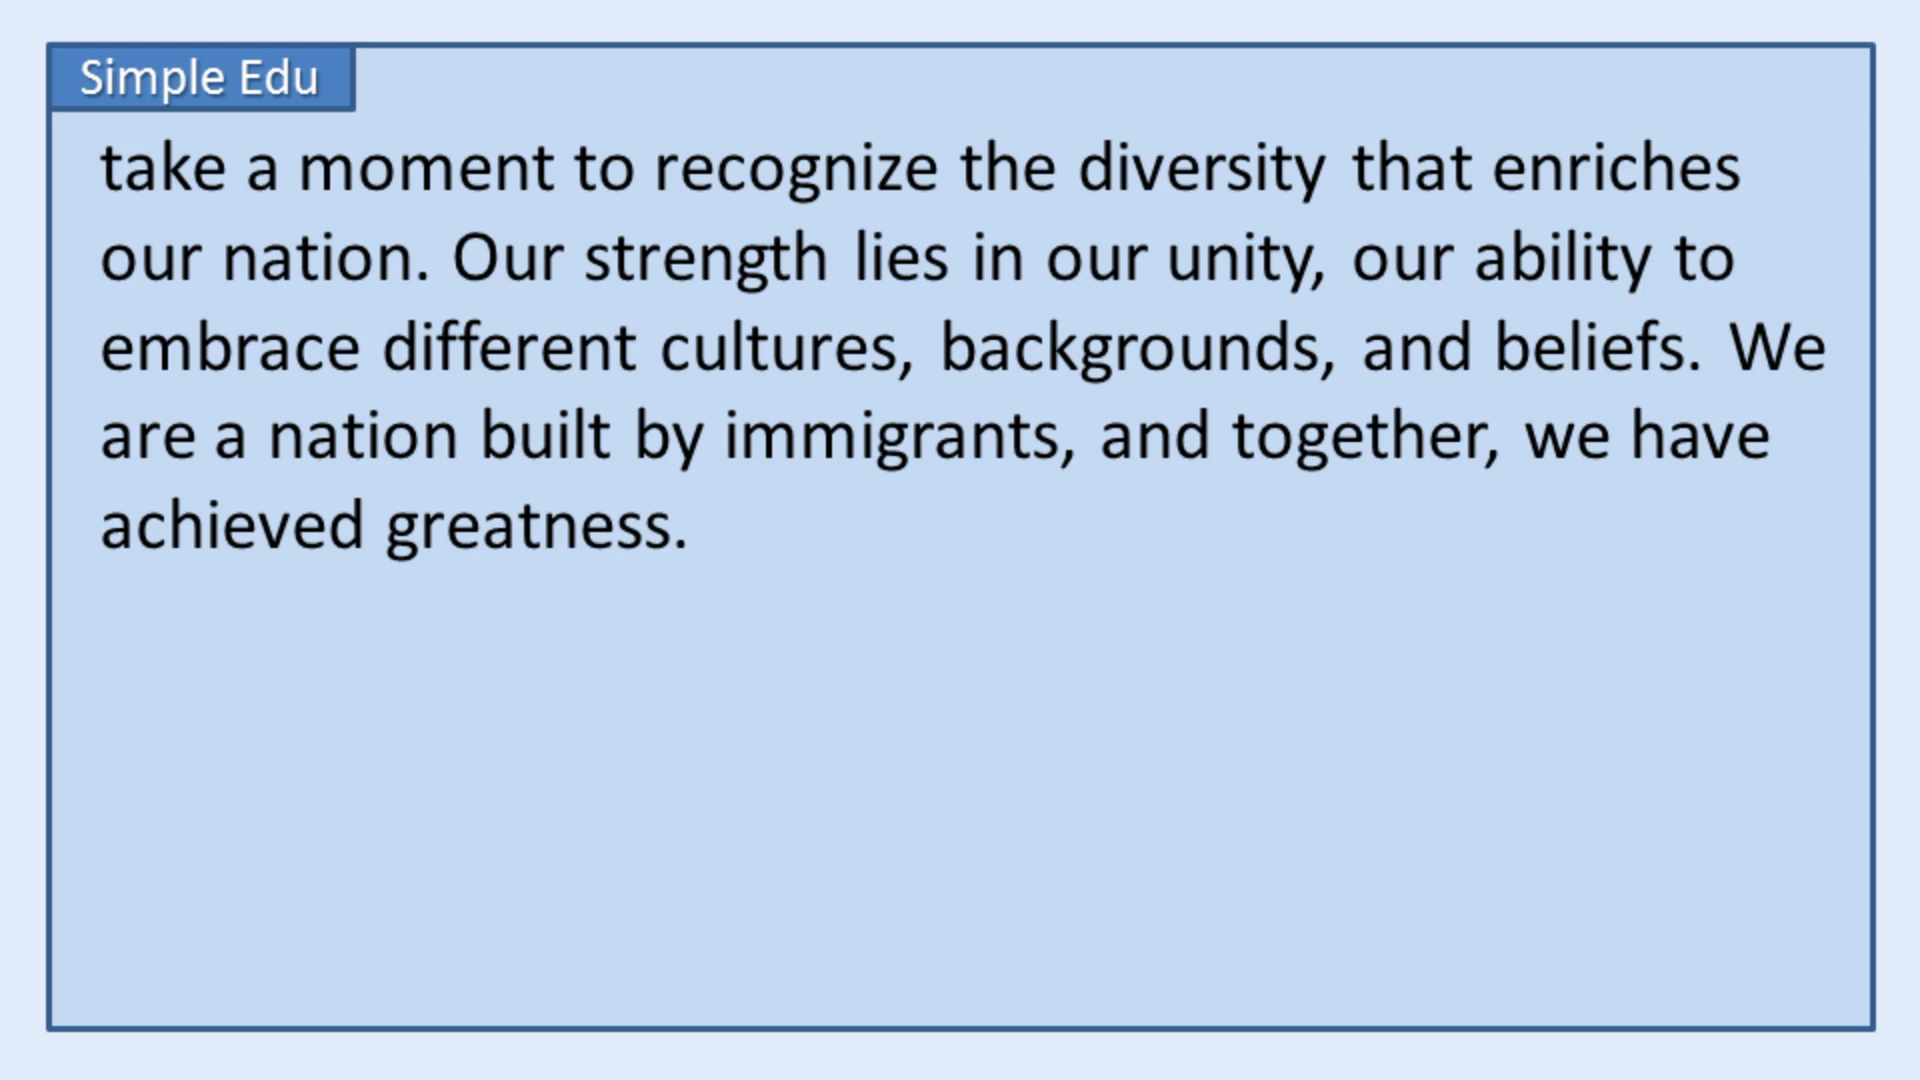 Simple Edu
take a moment to recognize the diversity that enriches
our nation. Our strength lies in our unity, our ability to
embrace different cultures, backgrounds, and beliefs. We
are a nation built by immigrants, and together, we have
achieved greatness.